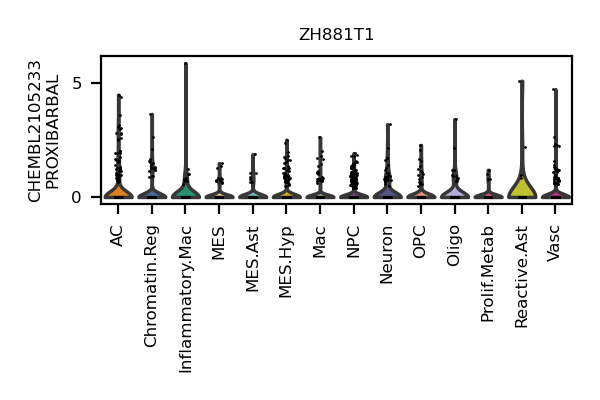 ZH881T1
CHEMBL2105233
PROXIBARBAL
5
0
AC
Chromatin.Reg
Inflammatory.Mac
MES
MES.Ast
MES.Hyp
Mac
NPC
Neuron
OPC
Oligo
Prolif.Metab
Reactive.Ast
Vasc